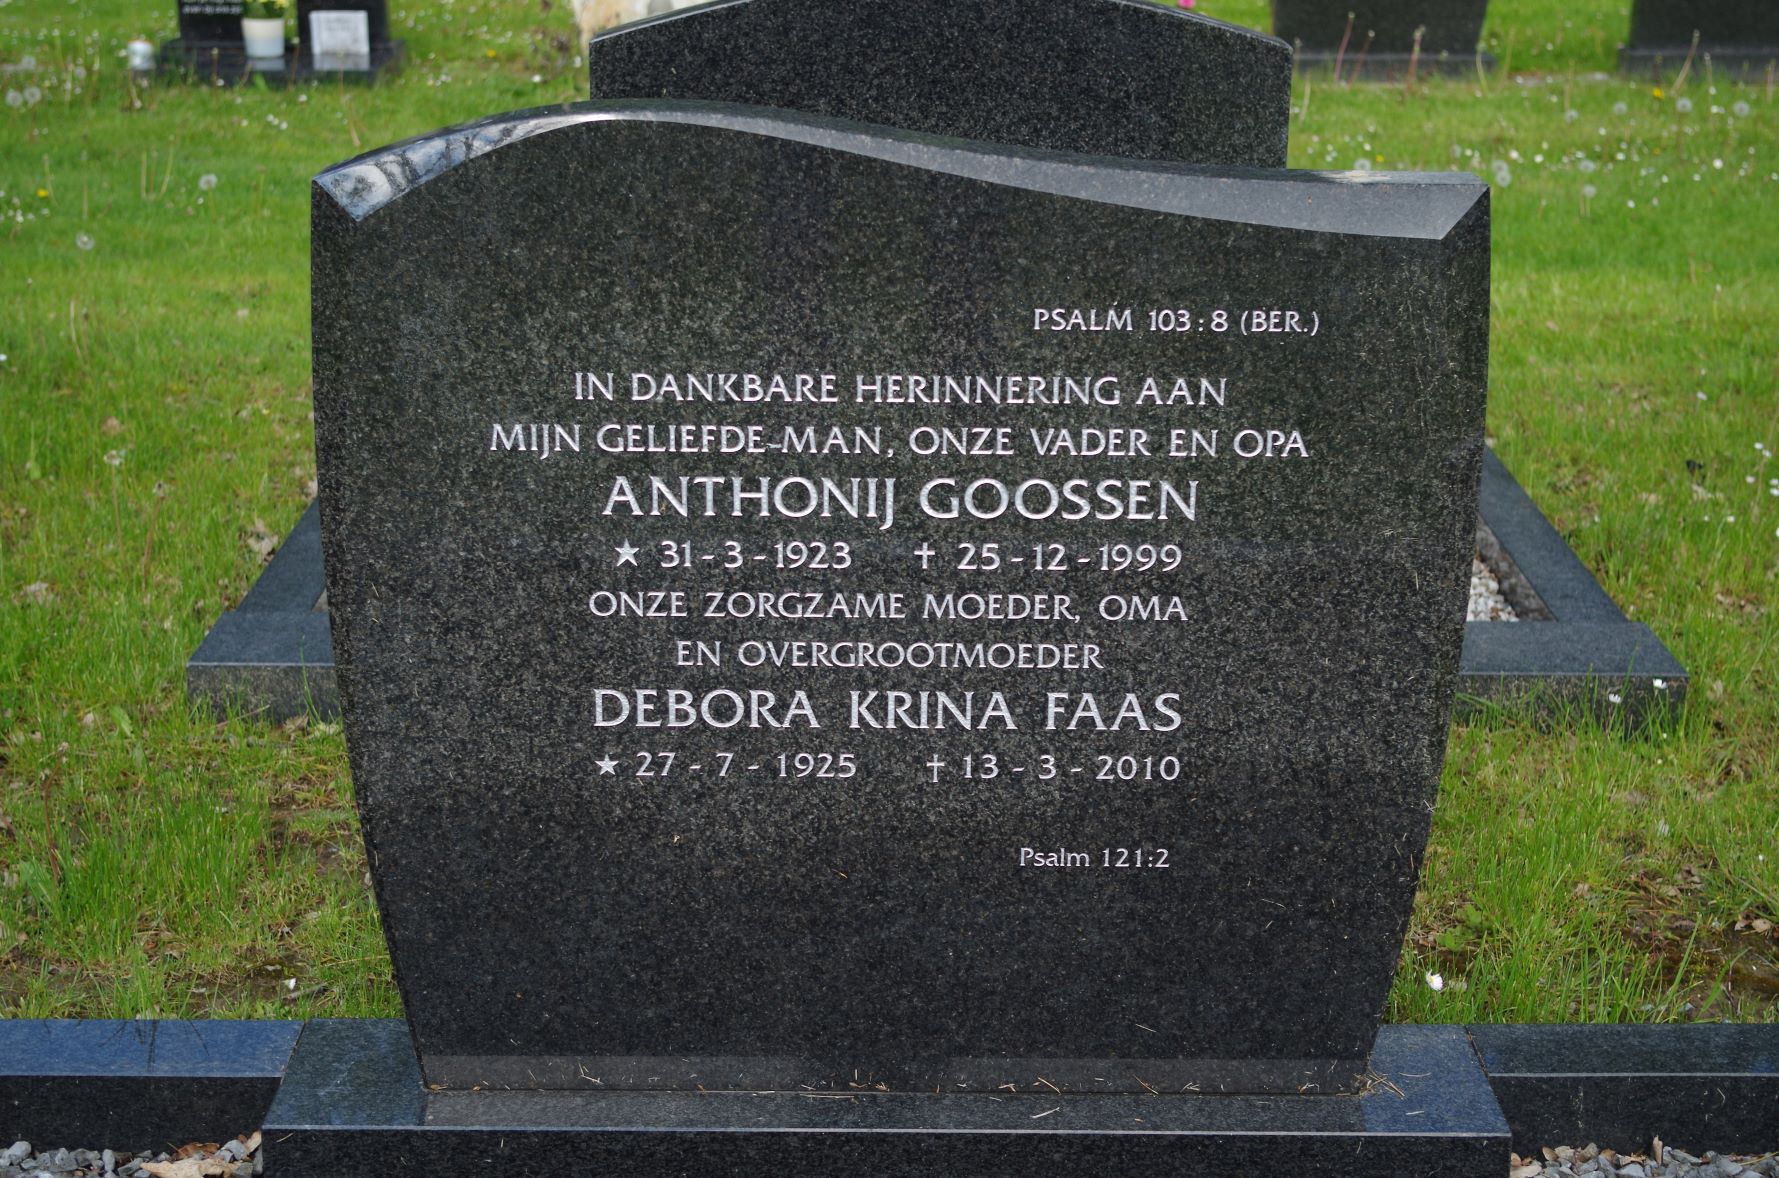 PSALM 103:8 (BER.)
IN DANKBARE HERINNERING AAN
MIJN GELIEFDE MAN, ONZE VADER EN OPA
ANTHONIJ GOOSSEN
★ 31-3-1923 † 25-12-1999
ONZE ZORGZAME MOEDER, OMA
EN OVERGROOTMOEDER
DEBORA KRINA FAAS
★ 27-7-1925 † 13-3-2010
Psalm 121:2